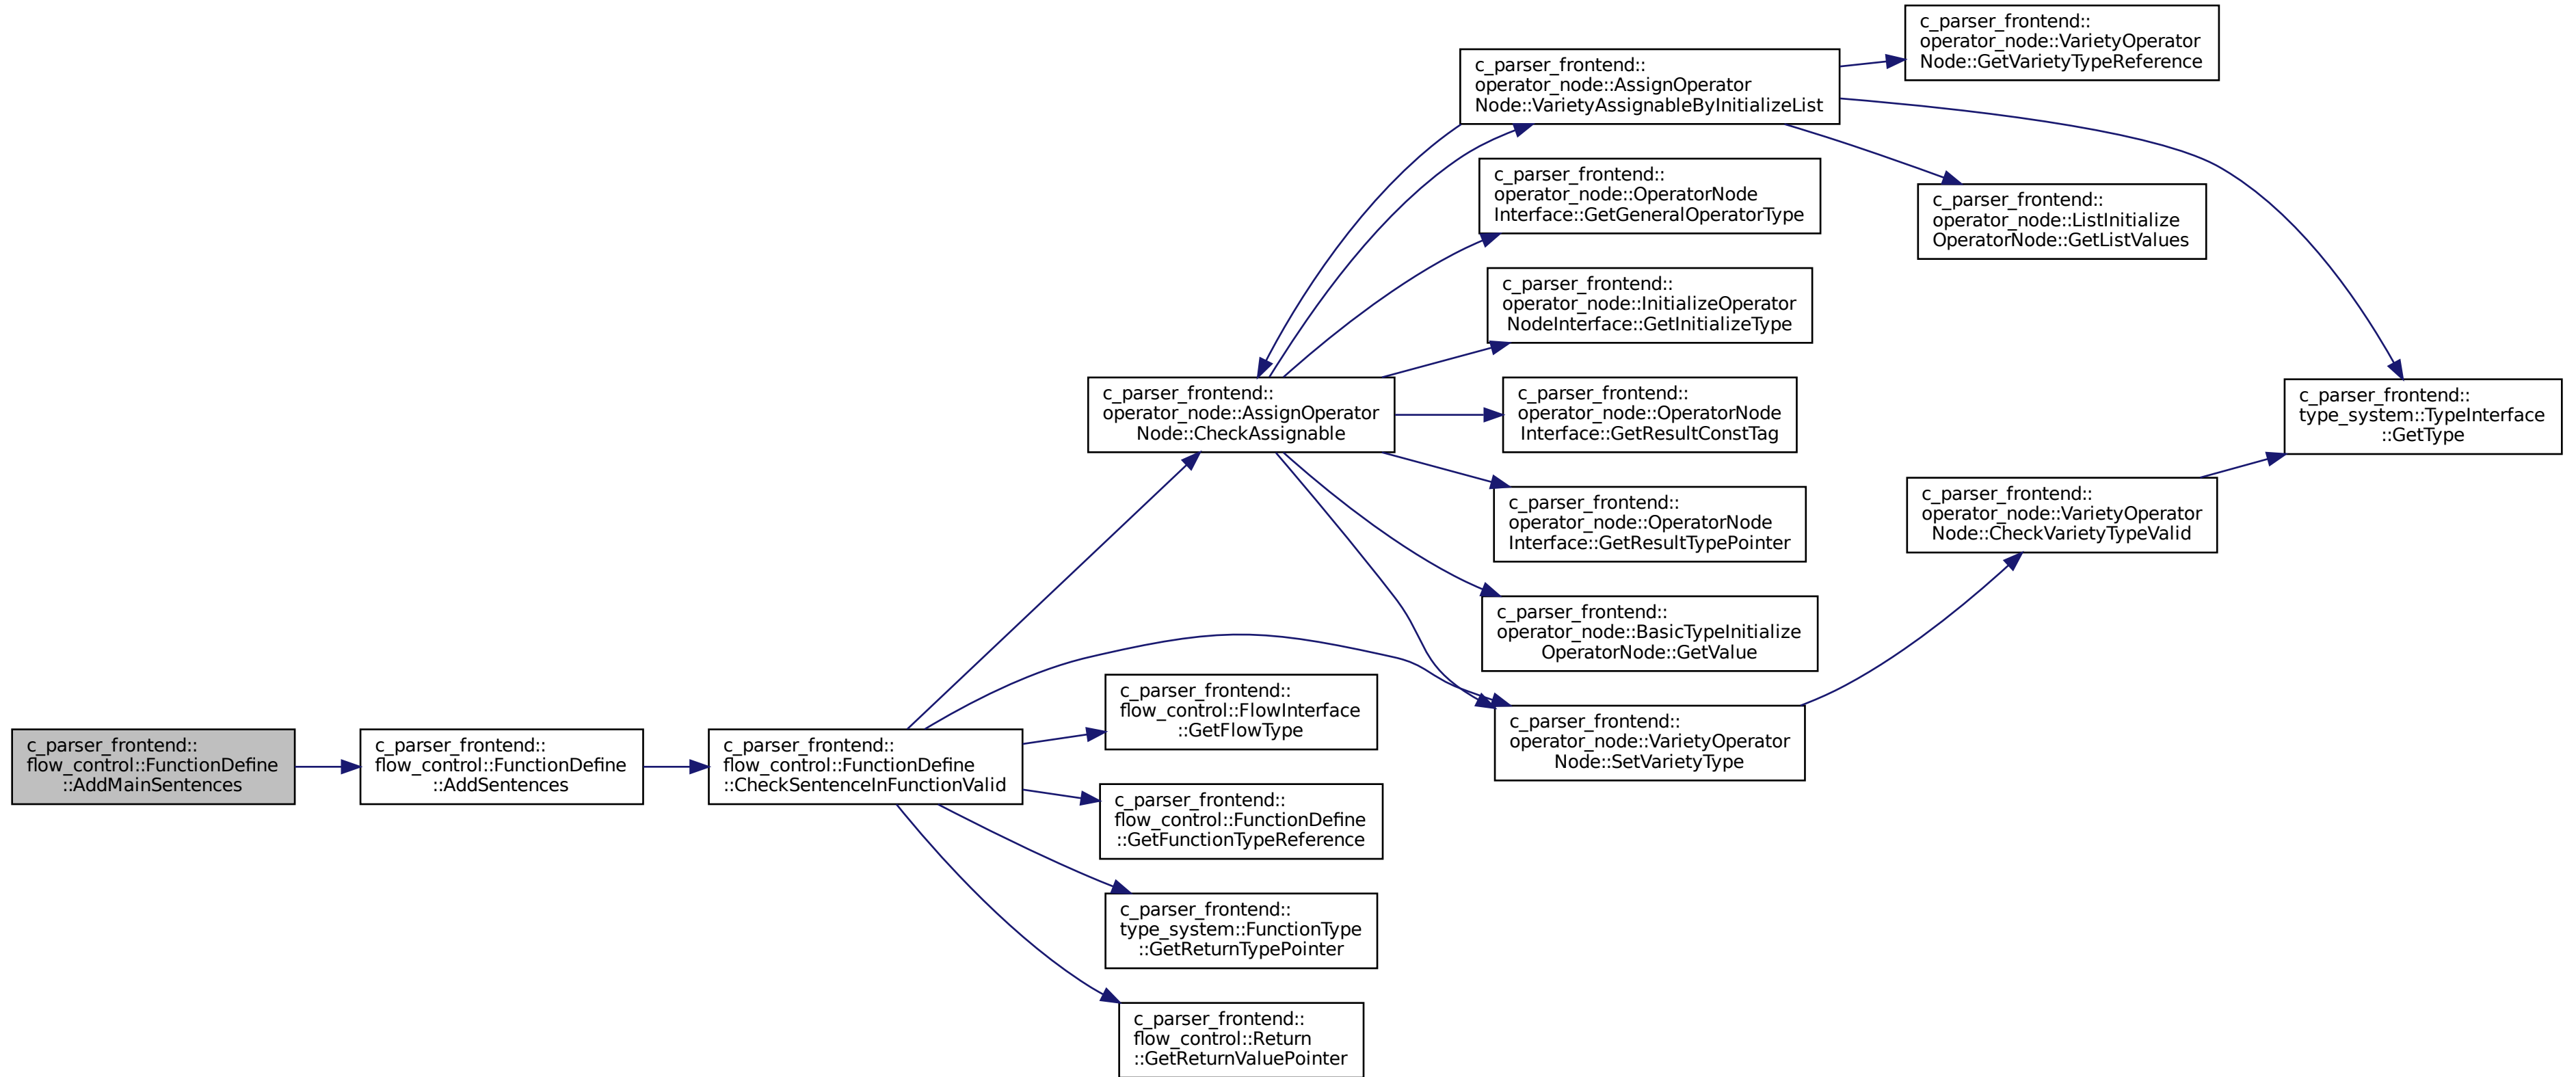 c_parser_frontend::
flow_control::FunctionDefine
::AddMainSentences
c_parser_frontend::
flow_control::FunctionDefine
::AddSentences
c_parser_frontend::
flow_control::FunctionDefine
::CheckSentenceInFunctionValid
c_parser_frontend::
operator_node::AssignOperator
Node::CheckAssignable
c_parser_frontend::
operator_node::AssignOperator
Node::VarietyAssignableByInitializeList
c_parser_frontend::
operator_node::VarietyOperator
Node::GetVarietyTypeReference
c_parser_frontend::
operator_node::ListInitialize
OperatorNode::GetListValues
c_parser_frontend::
type_system::TypeInterface
::GetType
c_parser_frontend::
operator_node::OperatorNode
Interface::GetGeneralOperatorType
c_parser_frontend::
operator_node::InitializeOperator
NodeInterface::GetInitializeType
c_parser_frontend::
operator_node::OperatorNode
Interface::GetResultConstTag
c_parser_frontend::
operator_node::OperatorNode
Interface::GetResultTypePointer
c_parser_frontend::
operator_node::BasicTypeInitialize
OperatorNode::GetValue
c_parser_frontend::
operator_node::VarietyOperator
Node::SetVarietyType
c_parser_frontend::
operator_node::VarietyOperator
Node::CheckVarietyTypeValid
c_parser_frontend::
flow_control::FlowInterface
::GetFlowType
c_parser_frontend::
flow_control::FunctionDefine
::GetFunctionTypeReference
c_parser_frontend::
type_system::FunctionType
::GetReturnTypePointer
c_parser_frontend::
flow_control::Return
::GetReturnValuePointer